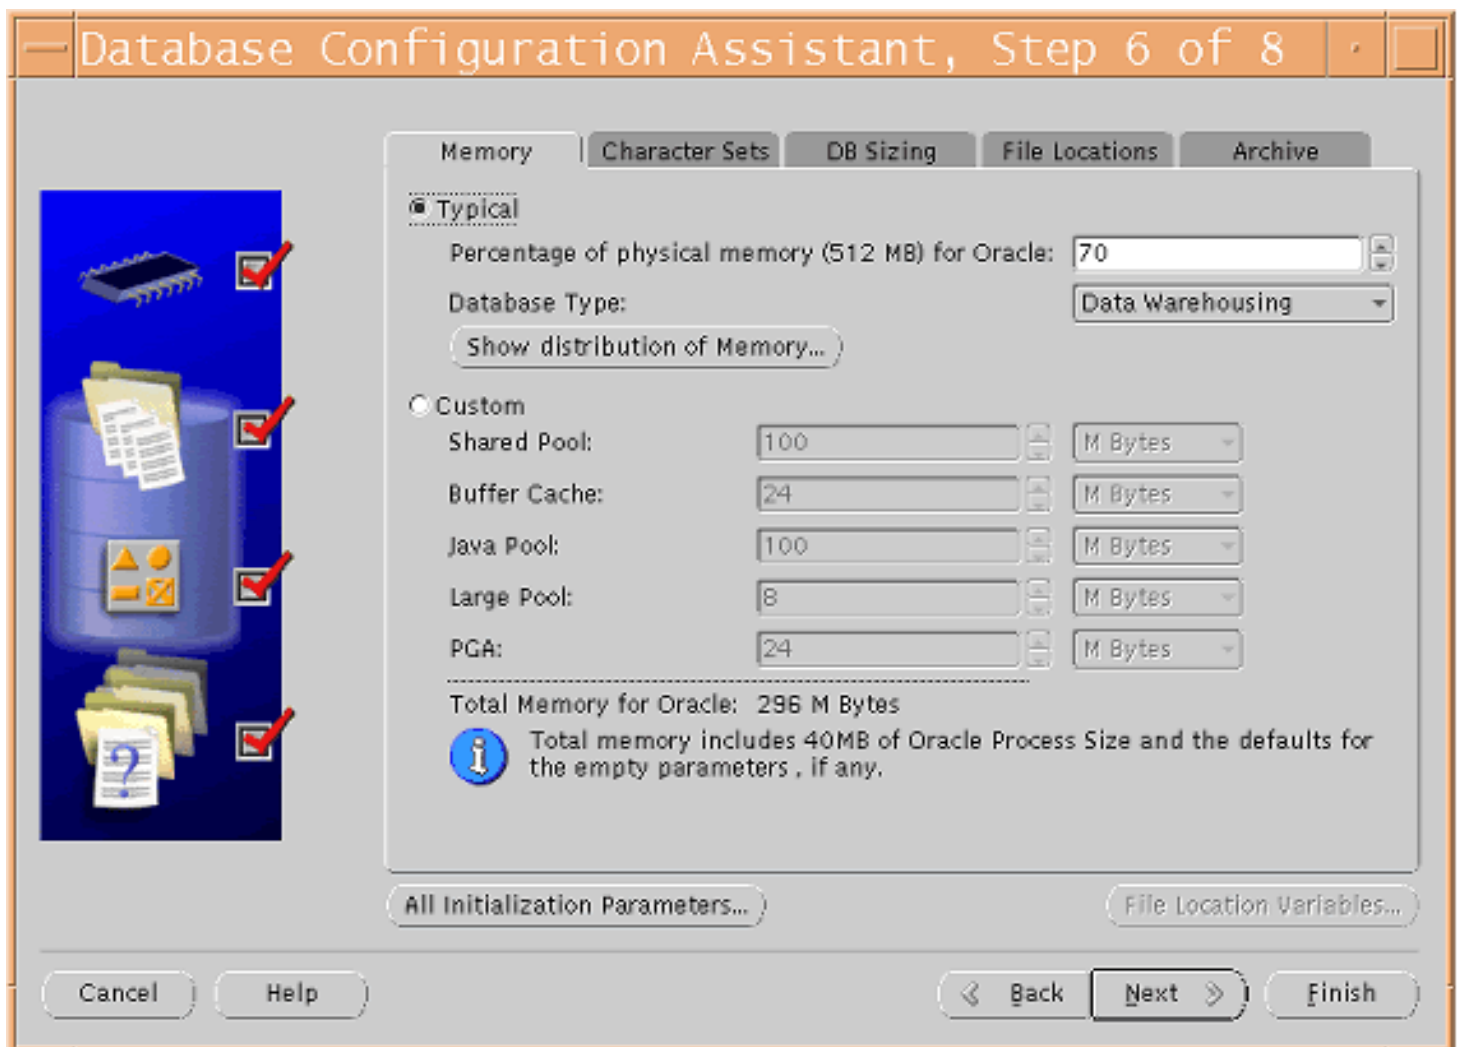 Database Configuration Assistant, Step 6 of 8
Memory Character Sets DB Sizing File Locations Archive
Typical
Percentage of physical memory (512 MB) for Oracle: 70
Database Type: Data Warehousing
Show distribution of Memory...
Custom
Shared Pool: 100 M Bytes
Buffer Cache: 24 M Bytes
Java Pool: 100 M Bytes
Large Pool: 8 M Bytes
PGA: 24 M Bytes
Total Memory for Oracle: 296 M Bytes
Total memory includes 40MB of Oracle Process Size and the defaults for
the empty parameters , if any.
All Initialization Parameters... File Location Variables...
Cancel Help Back Next Finish